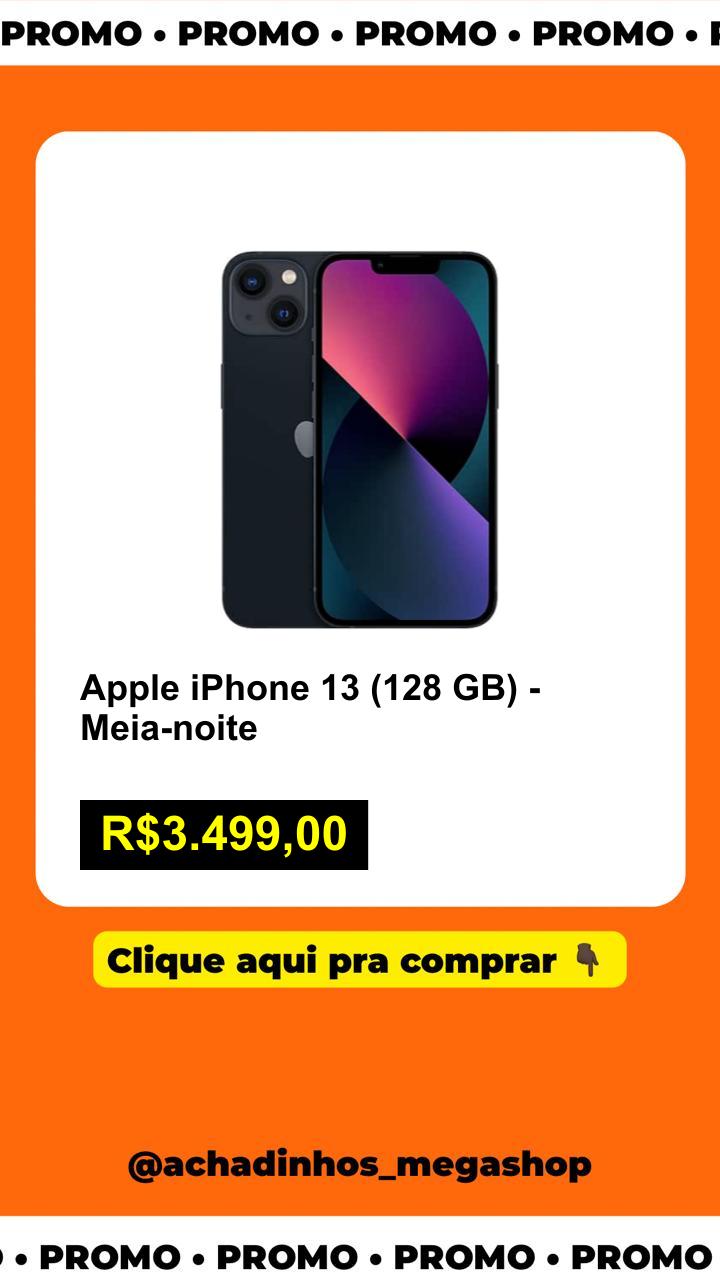 PROMO • PROMO • PROMO • PROMO •
Apple iPhone 13 (128 GB) -
Meia-noite
R$3.499,00
Clique aqui pra comprar 👇🏿
@achadinhos_megashop
• PROMO • PROMO • PROMO • PROMO